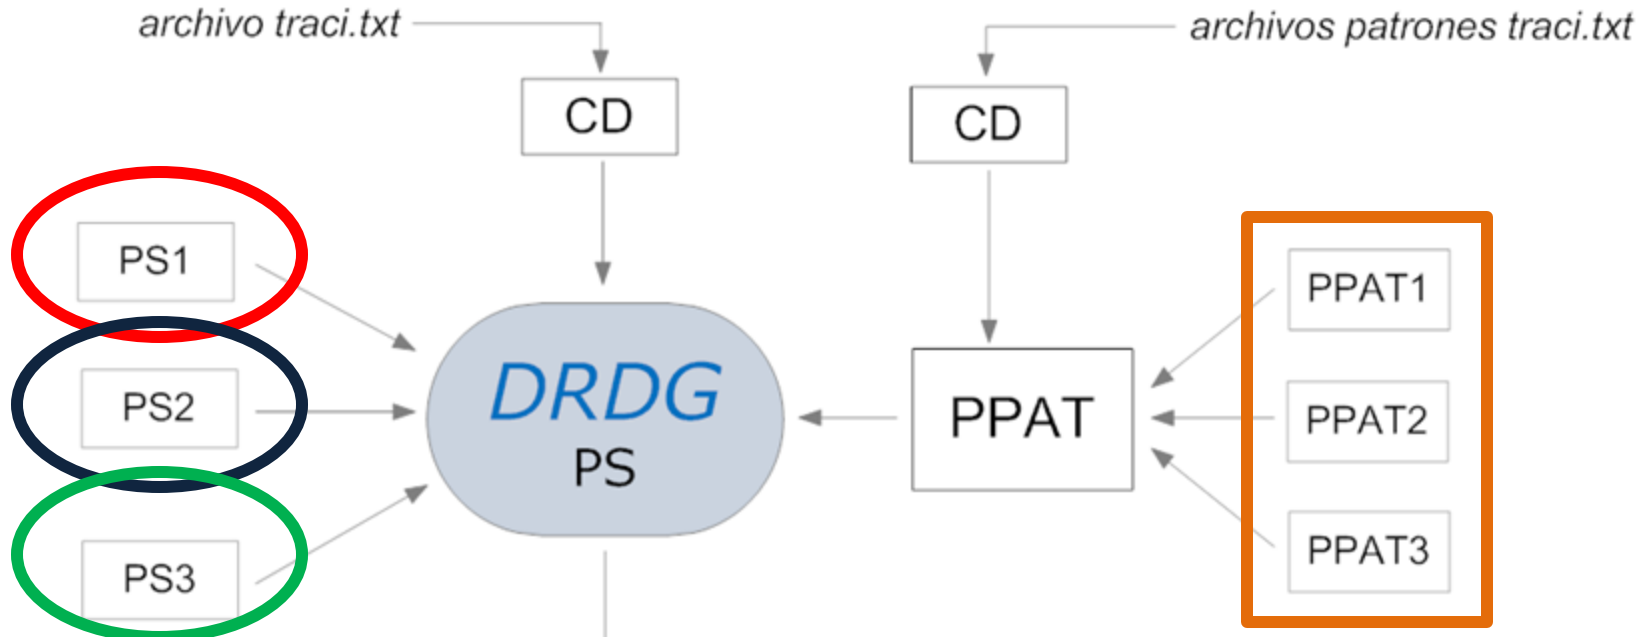 archivo traci.txt
archivos patrones traci.txt
CD
CD
PS1
PS2
PS3
DRDG
PS
PPAT
PPAT1
PPAT2
PPAT3